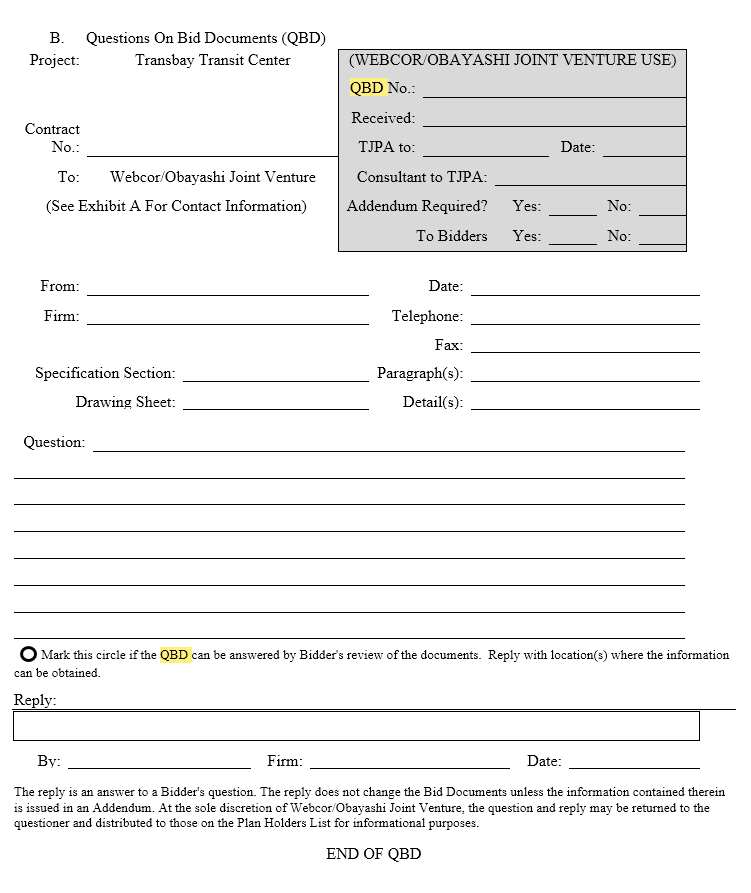 B. Questions On Bid Documents (QBD)
Project: Transbay Transit Center
(WEBCOR/OBAYASHI JOINT VENTURE USE)
QBD No.:
Received:
Contract
No.:
TJPA to: Date:
To: Webcor/Obayashi Joint Venture
Consultant to TJPA:
(See Exhibit A For Contact Information)
Addendum Required? Yes: No:
To Bidders Yes: No:
From: Date:
Firm: Telephone:
Fax:
Specification Section: Paragraph(s):
Drawing Sheet: Detail(s):
Question:
Mark this circle if the QBD can be answered by Bidder's review of the documents. Reply with location(s) where the information
can be obtained.
Reply:
By: Firm: Date:
The reply is an answer to a Bidder's question. The reply does not change the Bid Documents unless the information contained therein
is issued in an Addendum. At the sole discretion of Webcor/Obayashi Joint Venture, the question and reply may be returned to the
questioner and distributed to those on the Plan Holders List for informational purposes.
END OF QBD